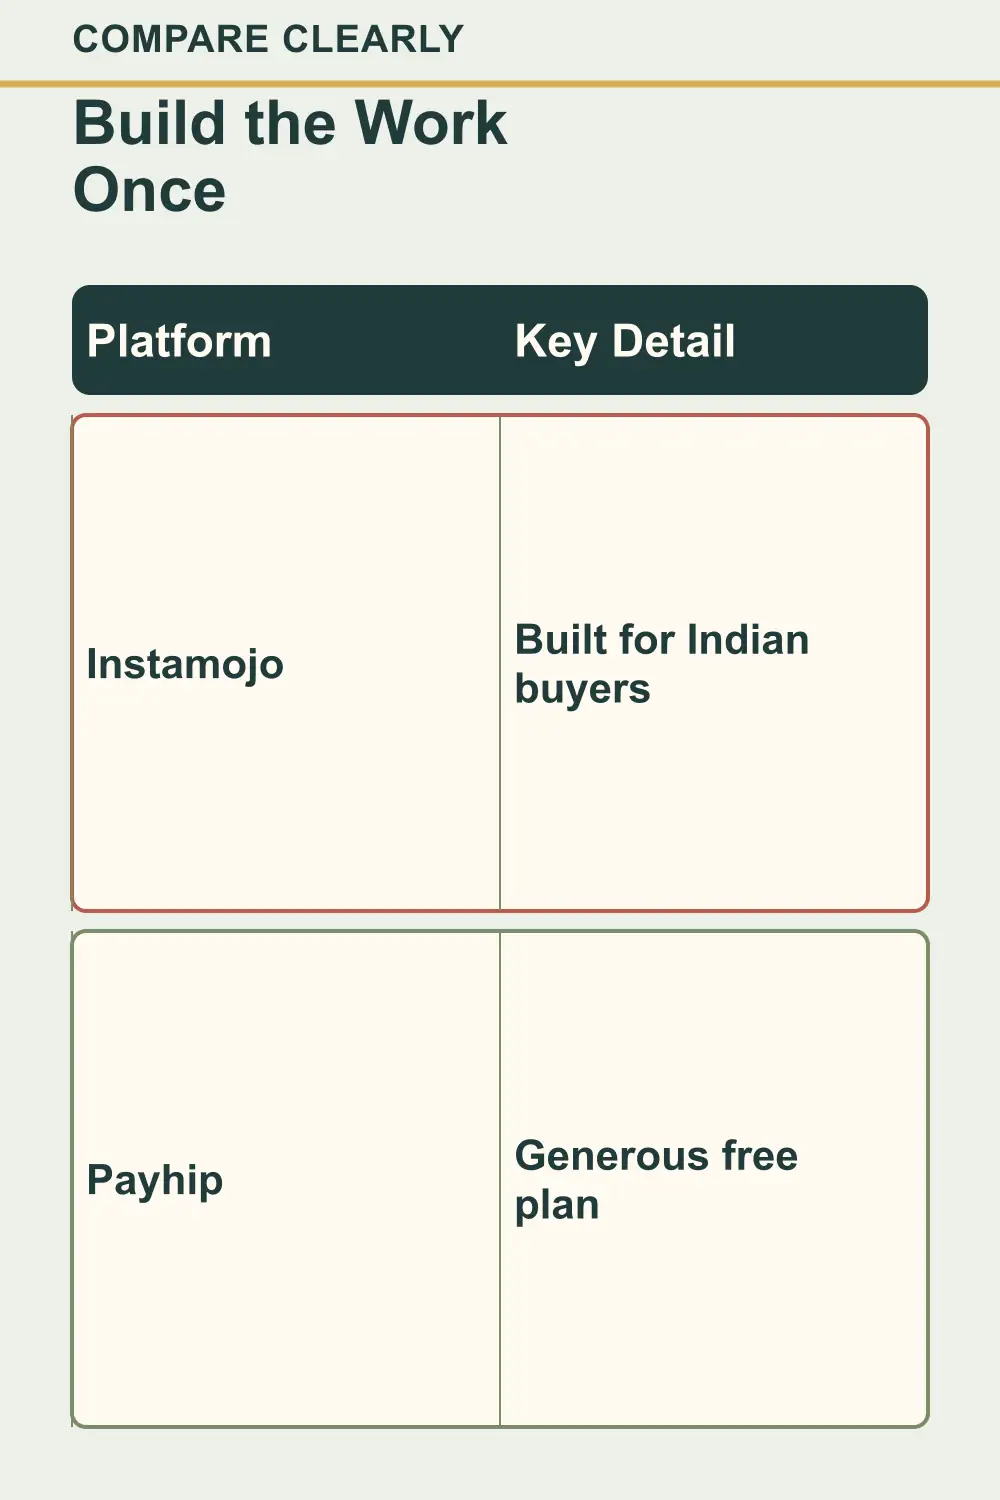 COMPARE CLEARLY
Build the Work
Once
Platform
Key Detail
Instamojo
Built for Indian
buyers
Payhip
Generous free
plan